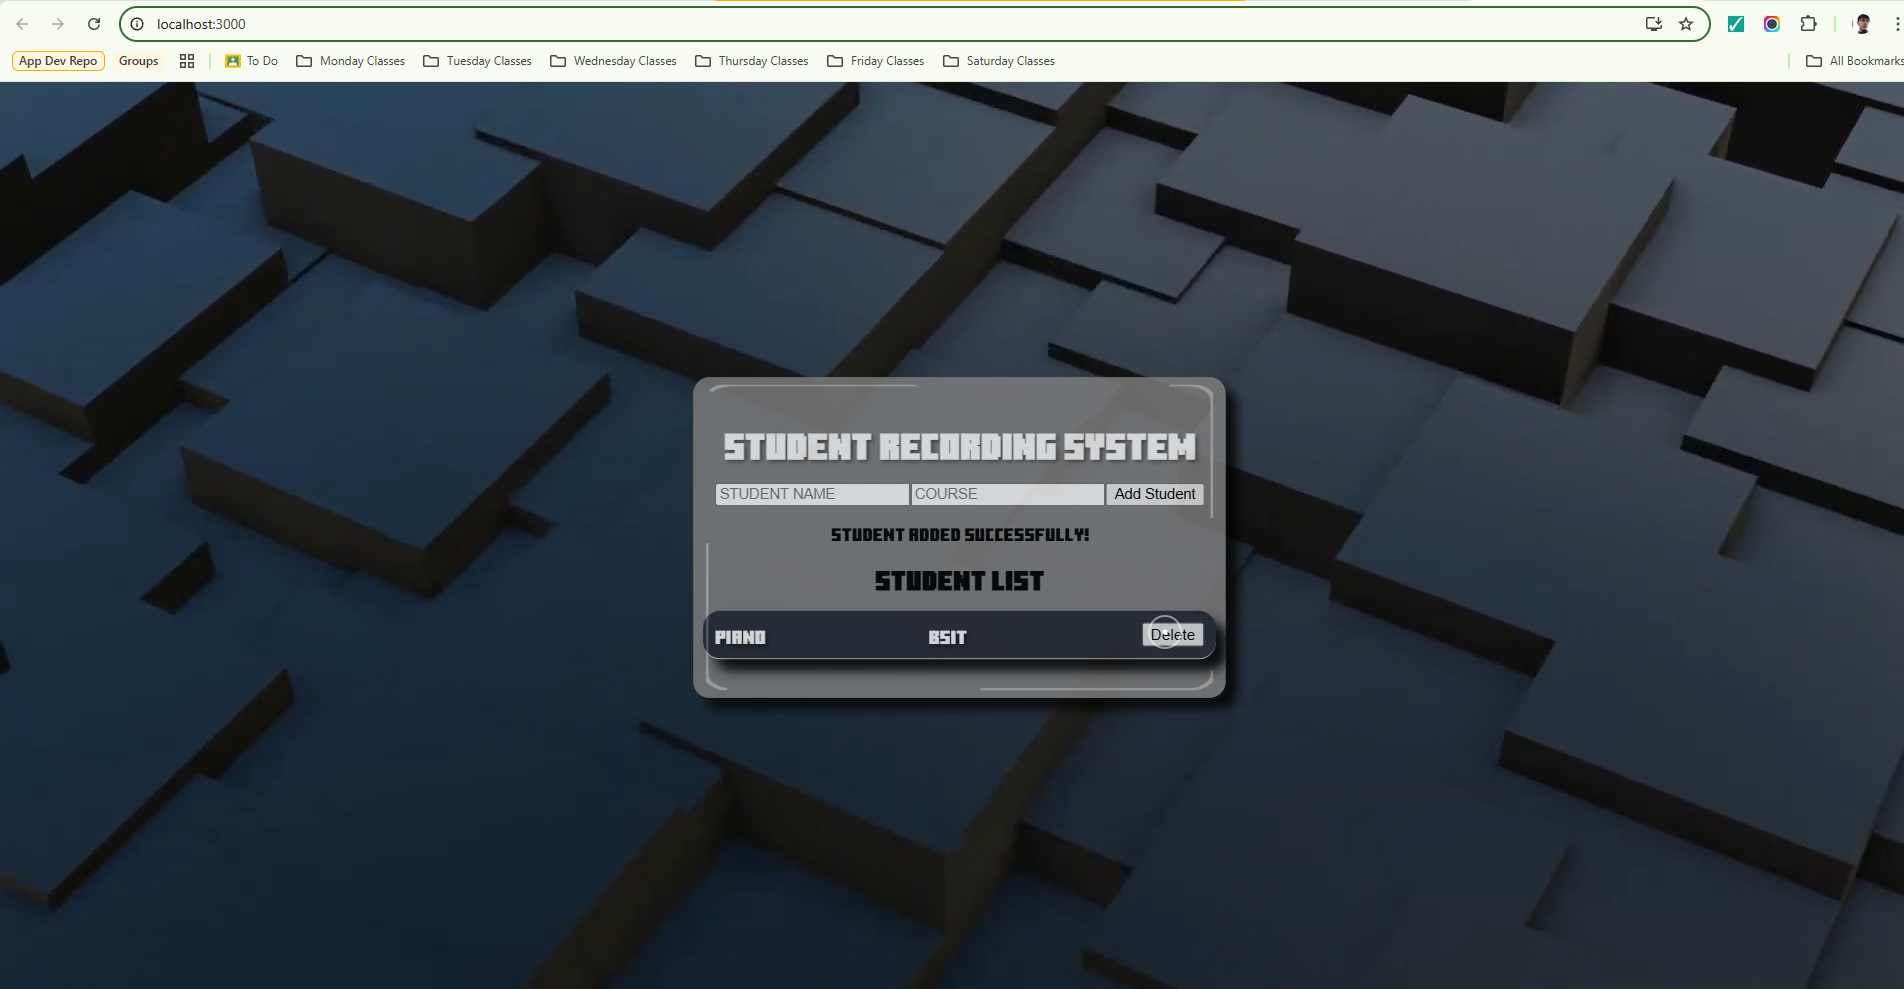 localhost:3000
App Dev Repo Groups To Do Monday Classes Tuesday Classes Wednesday Classes Thursday Classes Friday Classes Saturday Classes All Bookmarks
STUDENT RECORDING SYSTEM
STUDENT NAME COURSE Add Student
STUDENT ADDED SUCCESSFULLY!
STUDENT LIST
PIANO BSIT Delete